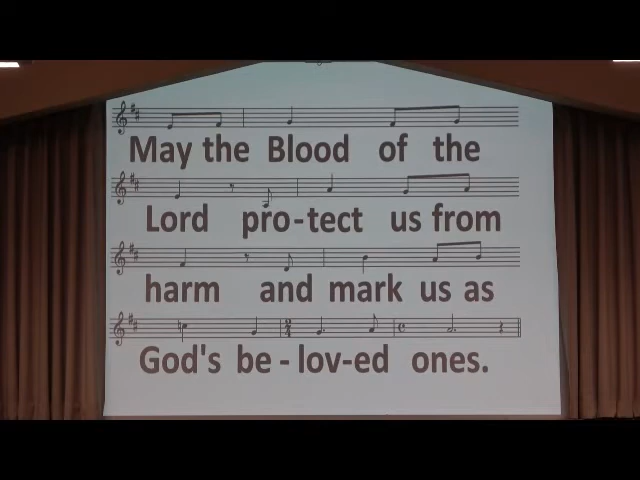 May the Blood of the
Lord pro-tect us from
harm and mark us as
God's be-lov-ed ones.